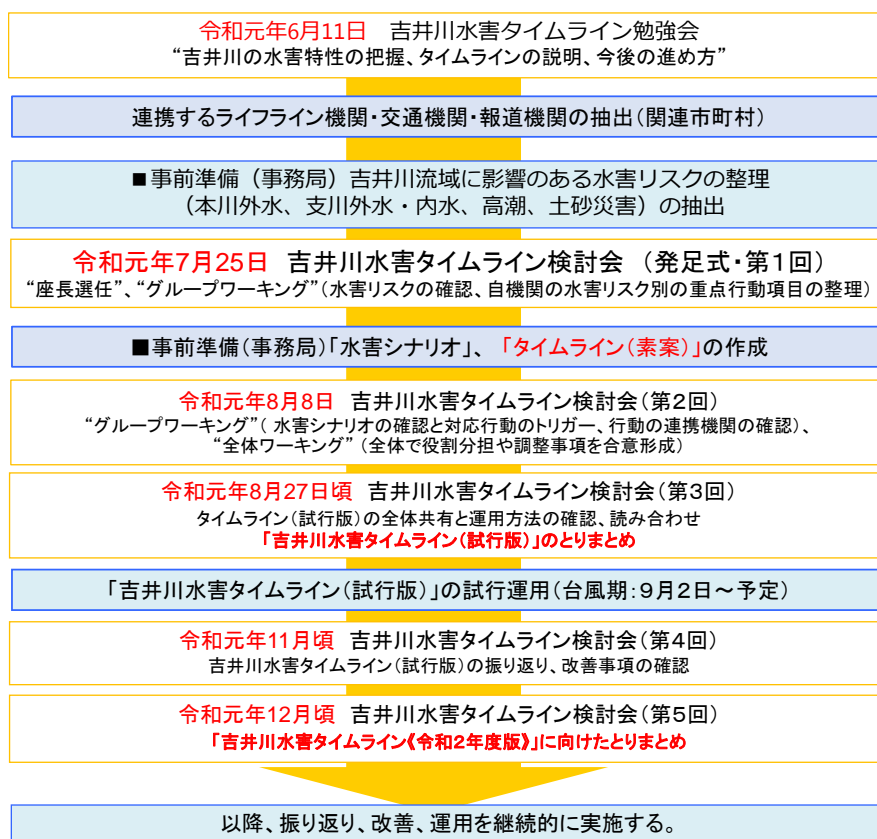 令和元年6月11日 吉井川水害タイムライン勉強会
“吉井川の水害特性の把握、タイムラインの説明、今後の進め方”
連携するライフライン機関・交通機関・報道機関の抽出（関連市町村）
■事前準備（事務局）吉井川流域に影響のある水害リスクの整理
（本川外水、支川外水・内水、高潮、土砂災害）の抽出
令和元年7月25日 吉井川水害タイムライン検討会 （発足式・第1回）
“座長選任”、“グループワーキング”（水害リスクの確認、自機関の水害リスク別の重点行動項目の整理）
■事前準備（事務局）「水害シナリオ」、「タイムライン（素案）」の作成
令和元年8月8日 吉井川水害タイムライン検討会（第２回）
“グループワーキング”（ 水害シナリオの確認と対応行動のトリガー、行動の連携機関の確認）、
“全体ワーキング” （全体で役割分担や調整事項を合意形成）
令和元年8月27日頃 吉井川水害タイムライン検討会（第３回）
タイムライン（試行版）の全体共有と運用方法の確認、読み合わせ
「吉井川水害タイムライン（試行版）」のとりまとめ
「吉井川水害タイムライン（試行版）」の試行運用（台風期：９月２日～予定）
令和元年11月頃 吉井川水害タイムライン検討会（第４回）
吉井川水害タイムライン（試行版）の振り返り、改善事項の確認
令和元年12月頃 吉井川水害タイムライン検討会（第５回）
「吉井川水害タイムライン《令和２年度版》」に向けたとりまとめ
以降、振り返り、改善、運用を継続的に実施する。